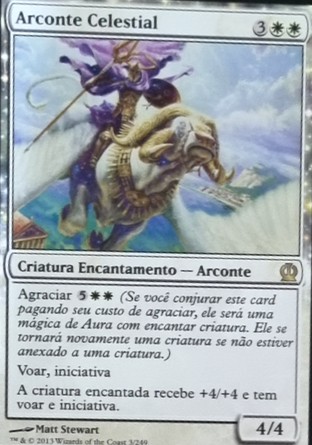 Arconte Celestial 3
Criatura Encantamento — Arconte
Agraciar 5 (Se você conjurar este card
pagando seu custo de agraciar, ele será uma
mágica de Aura com encantar criatura. Ele se
tornará novamente uma criatura se não estiver
anexado a uma criatura.)
Voar, iniciativa
A criatura encantada recebe +4/+4 e tem
voar e iniciativa.
Matt Stewart 4/4
™ & © 2013 Wizards of the Coast 3/249